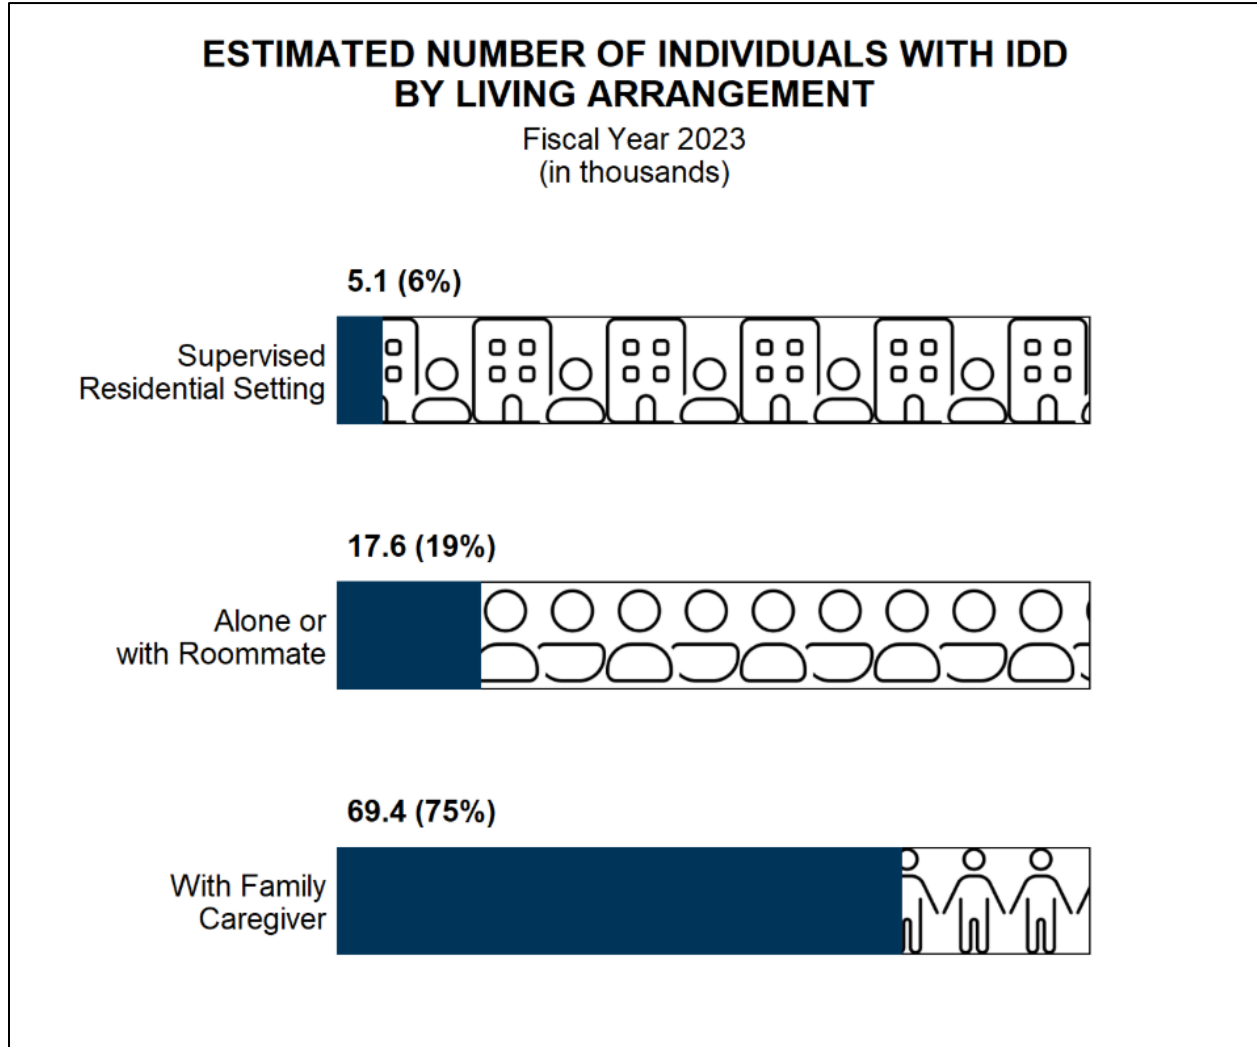 ESTIMATED NUMBER OF INDIVIDUALS WITH IDD
BY LIVING ARRANGEMENT
Fiscal Year 2023
(in thousands)
5.1 (6%)
Supervised
Residential Setting
17.6 (19%)
Alone or
with Roommate
69.4 (75%)
With Family
Caregiver